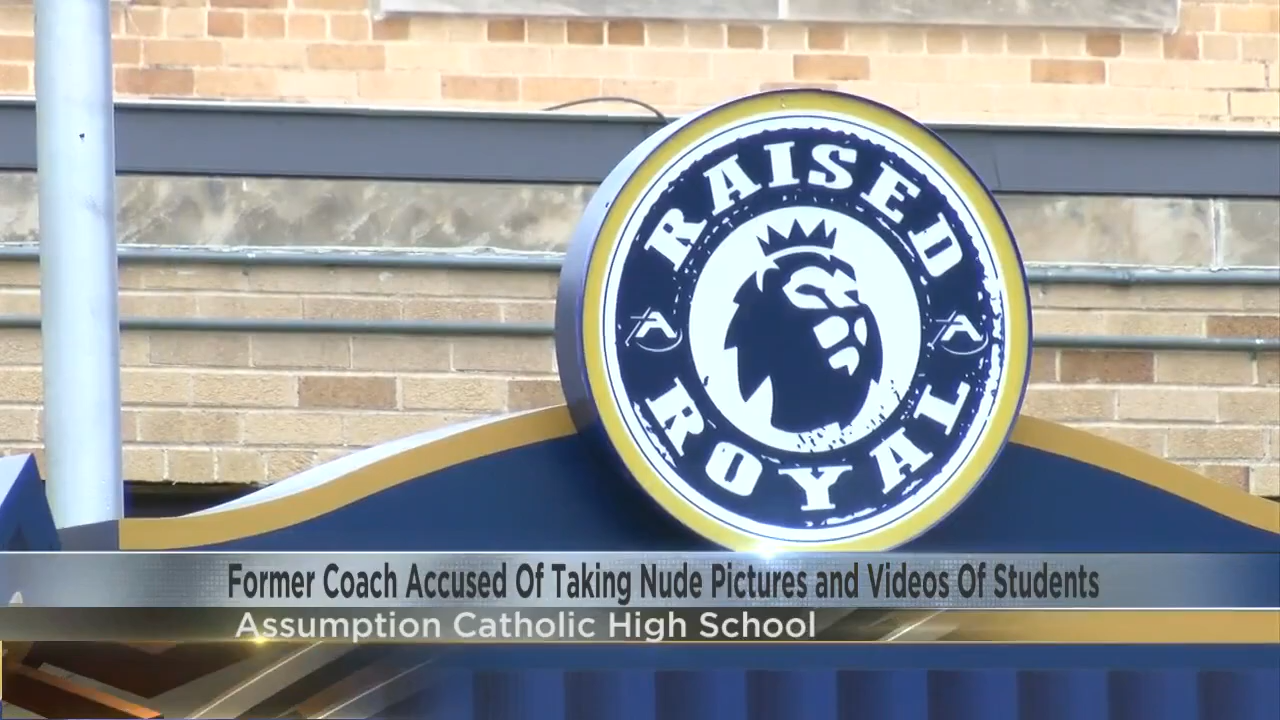 RAISED
ROYAL
Former Coach Accused Of Taking Nude Pictures and Videos Of Students
Assumption Catholic High School